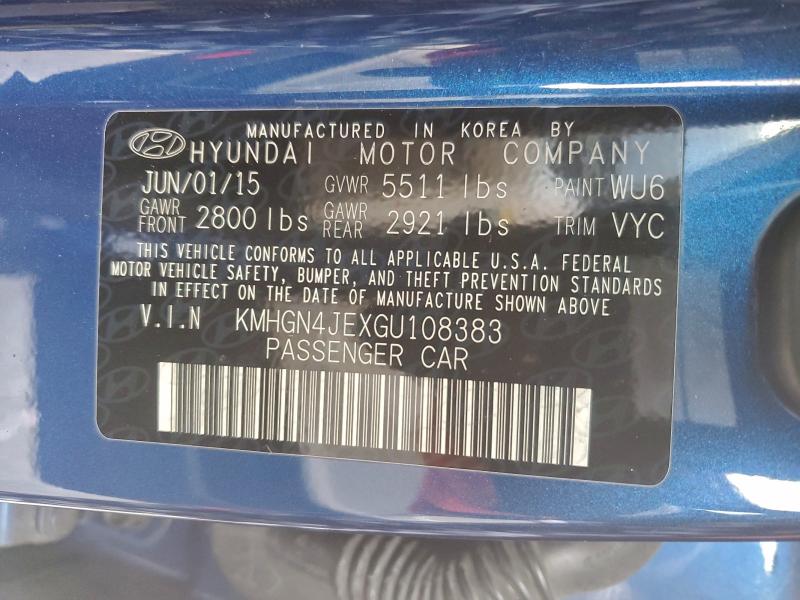 MANUFACTURED IN KOREA BY
HYUNDAI MOTOR COMPANY
JUN/01/15 GVWR 5511 lbs PAINT WU6
GAWR FRONT 2800 lbs GAWR REAR 2921 lbs TRIM VYC
THIS VEHICLE CONFORMS TO ALL APPLICABLE U.S.A. FEDERAL
MOTOR VEHICLE SAFETY, BUMPER, AND THEFT PREVENTION STANDARDS
IN EFFECT ON THE DATE OF MANUFACTURE SHOWN ABOVE
V.I.N KMHGN4JEXGU108383
PASSENGER CAR